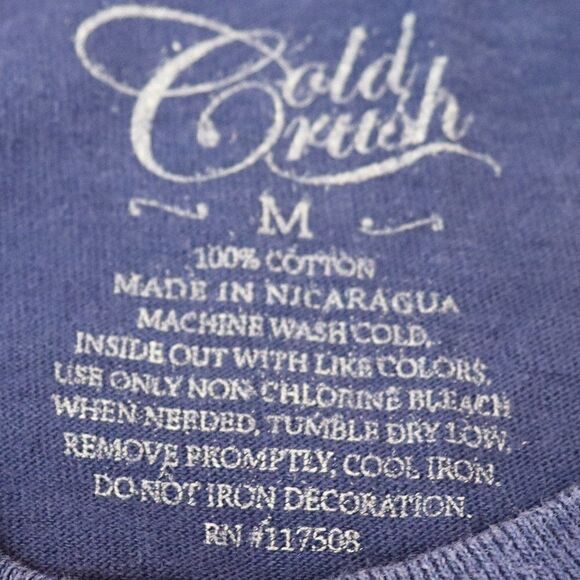 Cold
Crush
M
100% COTTON
MADE IN NICARAGUA
MACHINE WASH COLD,
INSIDE OUT WITH LIKE COLORS,
USE ONLY NON-CHLORINE BLEACH
WHEN NEEDED, TUMBLE DRY LOW,
REMOVE PROMPTLY, COOL IRON.
DO NOT IRON DECORATION.
RN #117508